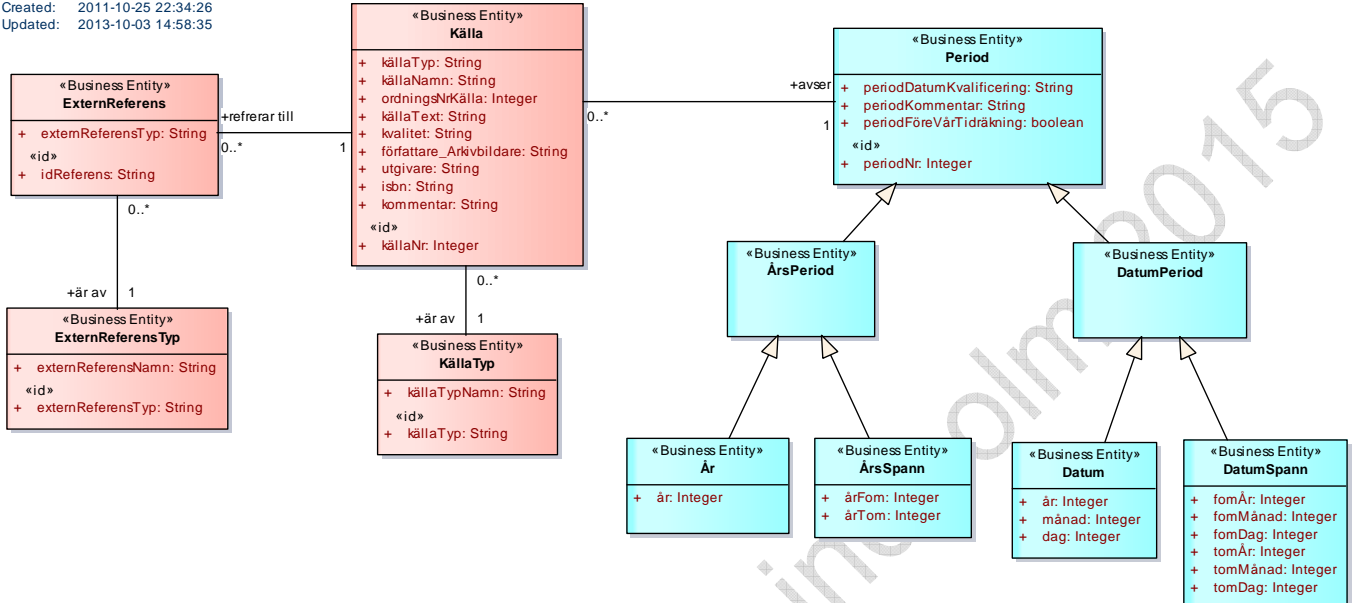 Created: 2011-10-25 22:34:26
Updated: 2013-10-03 14:58:35
«Business Entity»
Källa
+ källaTyp: String
+ källaNamn: String
+ ordningsNrKälla: Integer
+ källaText: String
+ kvalitet: String
+ författare_Arkivbildare: String
+ utgivare: String
+ isbn: String
+ kommentar: String
«id»
+ källaNr: Integer
«Business Entity»
Period
+ periodDatumKvalificering: String
+ periodKommentar: String
+ periodFöreVårTidräkning: boolean
«id»
+ periodNr: Integer
+avser
0..*
1
«Business Entity»
ExternReferens
+ externReferensTyp: String
«id»
+ idReferens: String
+refrerar till
0..*
1
0..*
+är av 1
«Business Entity»
ExternReferensTyp
+ externReferensNamn: String
«id»
+ externReferensTyp: String
0..*
+är av 1
«Business Entity»
KällaTyp
+ källaTypNamn: String
«id»
+ källaTyp: String
«Business Entity»
ÅrsPeriod
«Business Entity»
DatumPeriod
«Business Entity»
År
+ år: Integer
«Business Entity»
ÅrsSpann
+ årFom: Integer
+ årTom: Integer
«Business Entity»
Datum
+ år: Integer
+ månad: Integer
+ dag: Integer
«Business Entity»
DatumSpann
+ fomÅr: Integer
+ fomMånad: Integer
+ fomDag: Integer
+ tomÅr: Integer
+ tomMånad: Integer
+ tomDag: Integer
2015